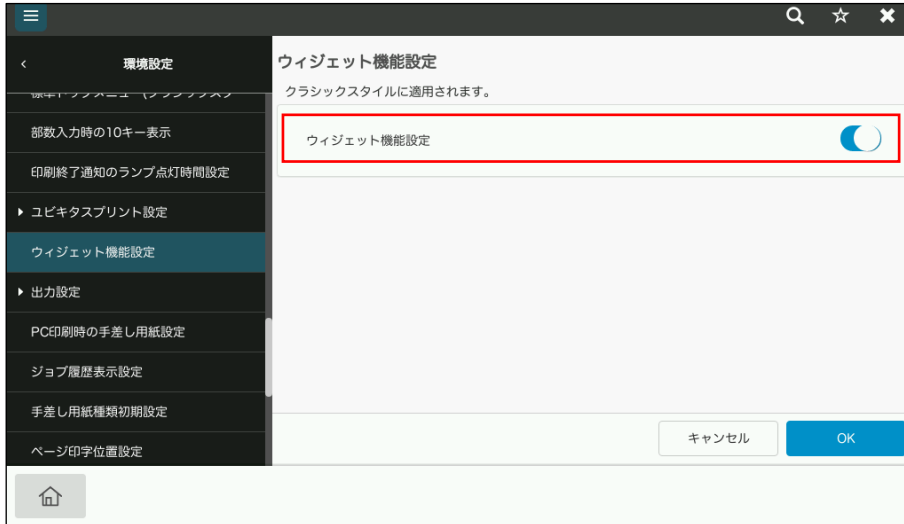 環境設定
部数入力時の10キー表示
印刷終了通知のランプ点灯時間設定
ユビキタスプリント設定
ウィジェット機能設定
出力設定
PC印刷時の手差し用紙設定
ジョブ履歴表示設定
手差し用紙種類初期設定
ページ印字位置設定
ウィジェット機能設定
クラシックスタイルに適用されます。
ウィジェット機能設定
キャンセル
OK